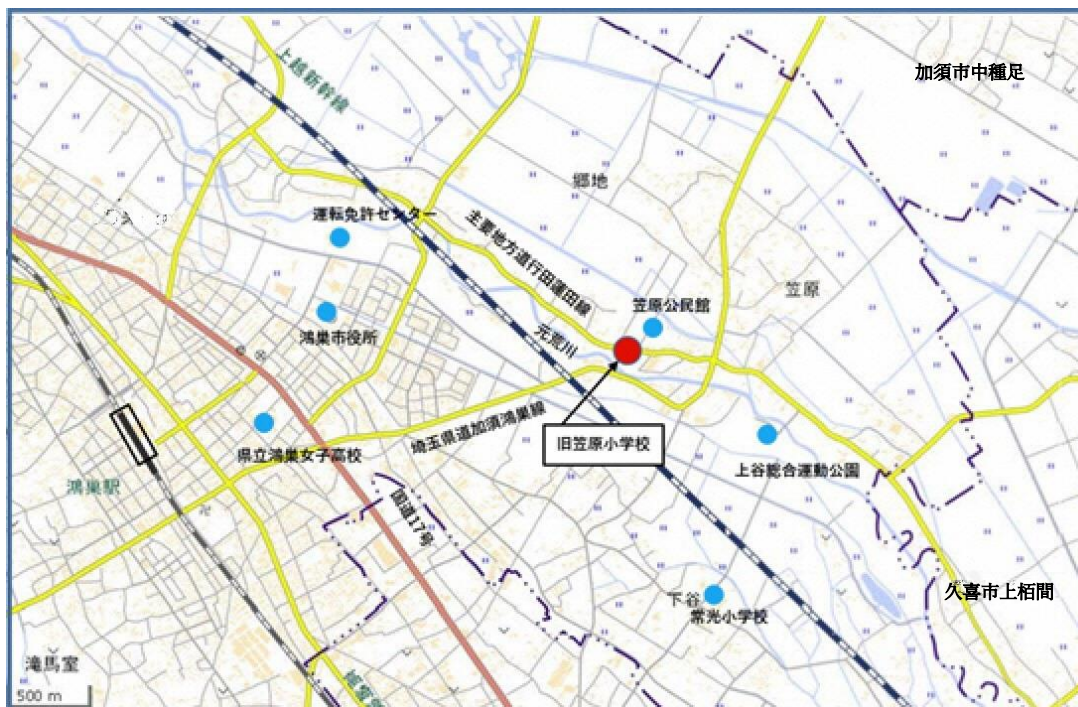 加須市中種足
上越新幹線
郷地
運転免許センター
主要地方道行田蓮田線
笠原
笠原公民館
鴻巣市役所
元荒川
埼玉県道加須鴻巣線
旧笠原小学校
県立鴻巣女子高校
上谷総合運動公園
鴻巣駅
国道17号
久喜市上栢間
下谷
常光小学校
滝馬室
500 m